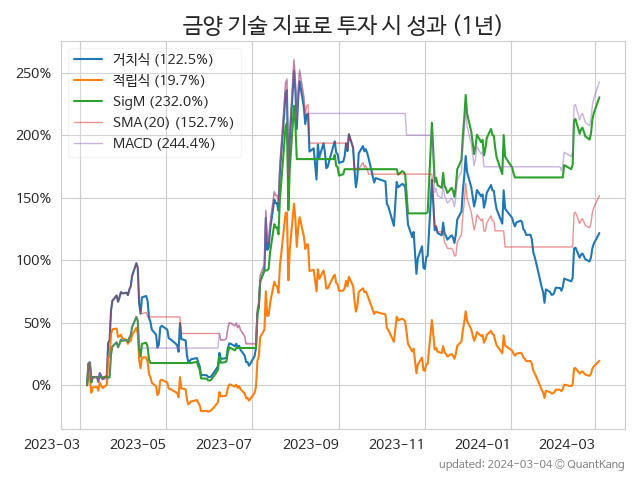 금양 기술 지표로 투자 시 성과 (1년)
거치식 (122.5%)
적립식 (19.7%)
SigM (232.0%)
SMA(20) (152.7%)
MACD (244.4%)
250%
200%
150%
100%
50%
0%
2023-03 2023-05 2023-07 2023-09 2023-11 2024-01 2024-03
updated: 2024-03-04 © QuantKang